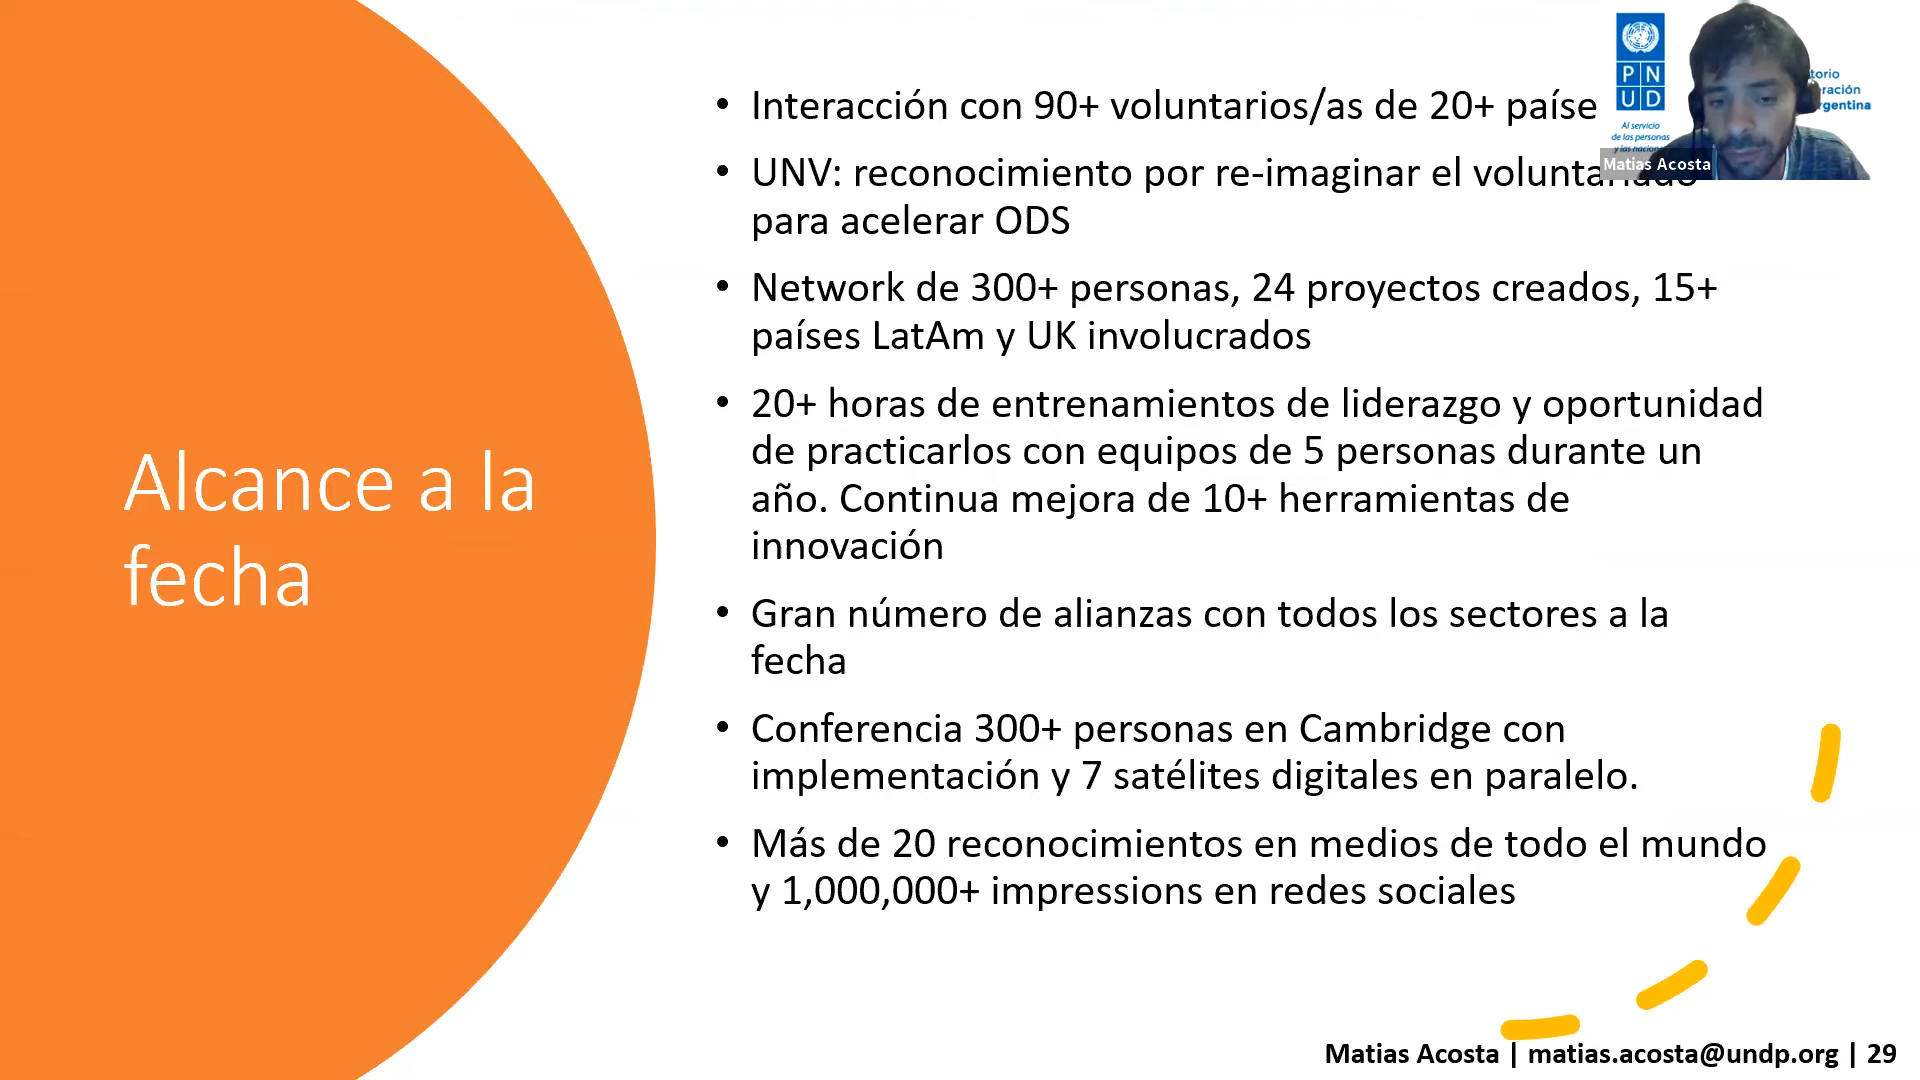 Alcance a la
fecha
• Interacción con 90+ voluntarios/as de 20+ paíse
• UNV: reconocimiento por re-imaginar el voluntariado
para acelerar ODS
• Network de 300+ personas, 24 proyectos creados, 15+
países LatAm y UK involucrados
• 20+ horas de entrenamientos de liderazgo y oportunidad
de practicarlos con equipos de 5 personas durante un
año. Continua mejora de 10+ herramientas de
innovación
• Gran número de alianzas con todos los sectores a la
fecha
• Conferencia 300+ personas en Cambridge con
implementación y 7 satélites digitales en paralelo.
• Más de 20 reconocimientos en medios de todo el mundo
y 1,000,000+ impressions en redes sociales
P N
U D
Al servicio
de las personas
y las nacion
torio
ración
rgentina
Matias Acosta
Matias Acosta | matias.acosta@undp.org | 29